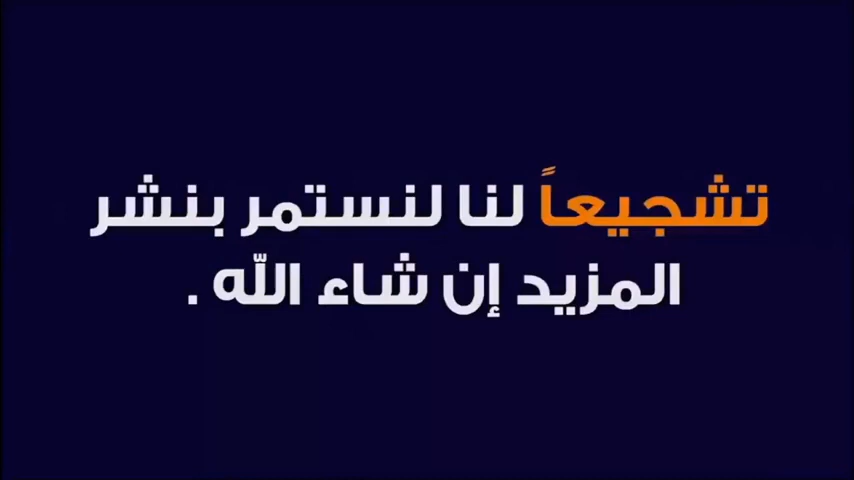 تشجيعاً لنا لنستمر بنشر
المزيد إن شاء الله .